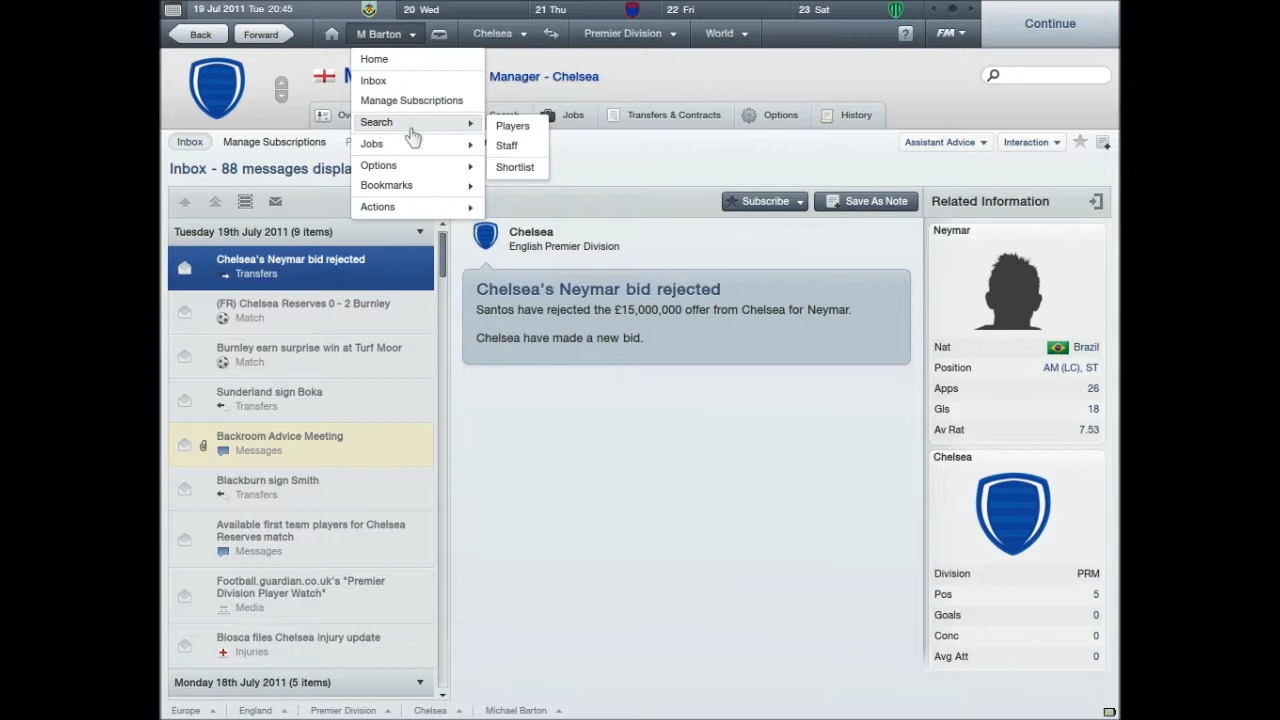 19 Jul 2011 Tue 20:45
20 Wed
21 Thu
22 Fri
23 Sat
Continue
Back
Forward
M Barton
Chelsea
Premier Division
World
?
FM
Home
Inbox
Manage Subscriptions
Search
Jobs
Options
Bookmarks
Actions
Players
Staff
Shortlist
Manager - Chelsea
Jobs
Transfers & Contracts
Options
History
Inbox
Manage Subscriptions
Assistant Advice
Interaction
Inbox - 88 messages displa
Subscribe
Save As Note
Related Information
Tuesday 19th July 2011 (9 items)
Chelsea's Neymar bid rejected
Transfers
(FR) Chelsea Reserves 0 - 2 Burnley
Match
Burnley earn surprise win at Turf Moor
Match
Sunderland sign Boka
Transfers
Backroom Advice Meeting
Messages
Blackburn sign Smith
Transfers
Available first team players for Chelsea
Reserves match
Messages
Football.guardian.co.uk's "Premier
Division Player Watch"
Media
Biosca files Chelsea injury update
Injuries
Monday 18th July 2011 (5 items)
Chelsea
English Premier Division
Chelsea's Neymar bid rejected
Santos have rejected the £15,000,000 offer from Chelsea for Neymar.
Chelsea have made a new bid.
Neymar
Nat Brazil
Position AM (LC), ST
Apps 26
Gls 18
Av Rat 7.53
Chelsea
Division PRM
Pos 5
Goals 0
Conc 0
Avg Att 0
Europe
England
Premier Division
Chelsea
Michael Barton